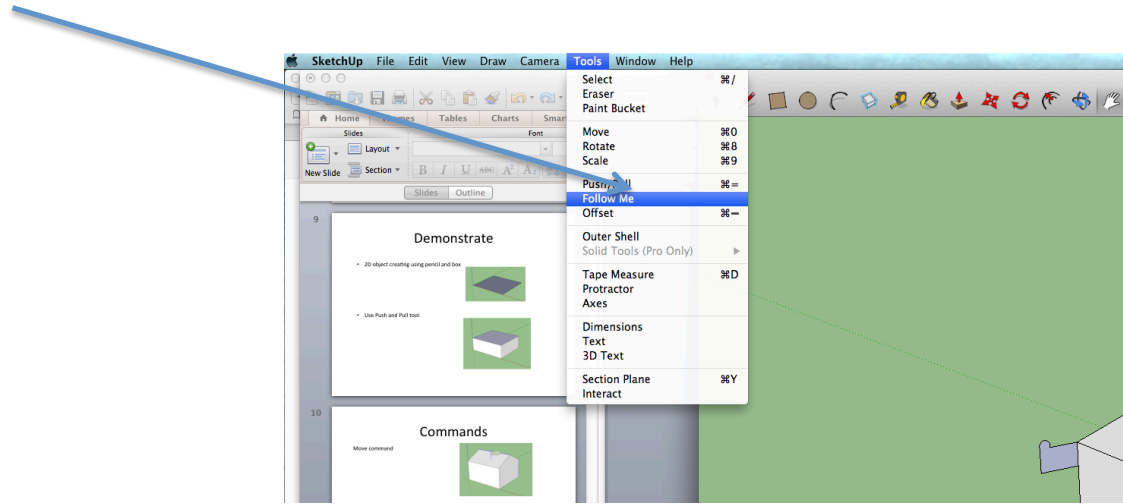 SketchUp File Edit View Draw Camera Tools Window Help
Home Tables Charts
Slides Font
Layout
New Slide Section B I U ABC A² A₂
Slides Outline
Select ⌘/
Eraser
Paint Bucket
Move ⌘0
Rotate ⌘8
Scale ⌘9
⌘=
Follow Me
Offset ⌘-
Outer Shell
Solid Tools (Pro Only)
Tape Measure ⌘D
Protractor
Axes
Dimensions
Text
3D Text
Section Plane ⌘Y
Interact
9
Demonstrate
• 2D object creating using pencil and box
• Use Push and Pull tool
10
Commands
Move command